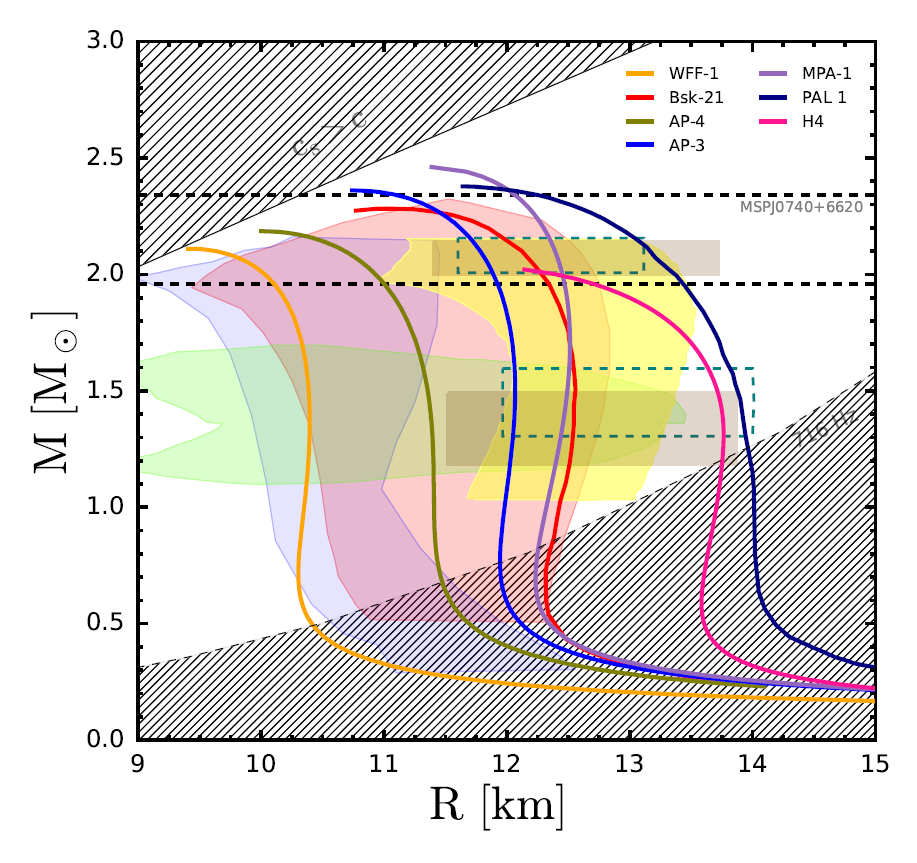 3.0
2.5
2.0
1.5
1.0
0.5
0.0
M [M⊙]
9 10 11 12 13 14 15
R [km]
WFF-1
Bsk-21
AP-4
AP-3
MPA-1
PAL 1
H4
MSPJ0740+6620
716 Hz